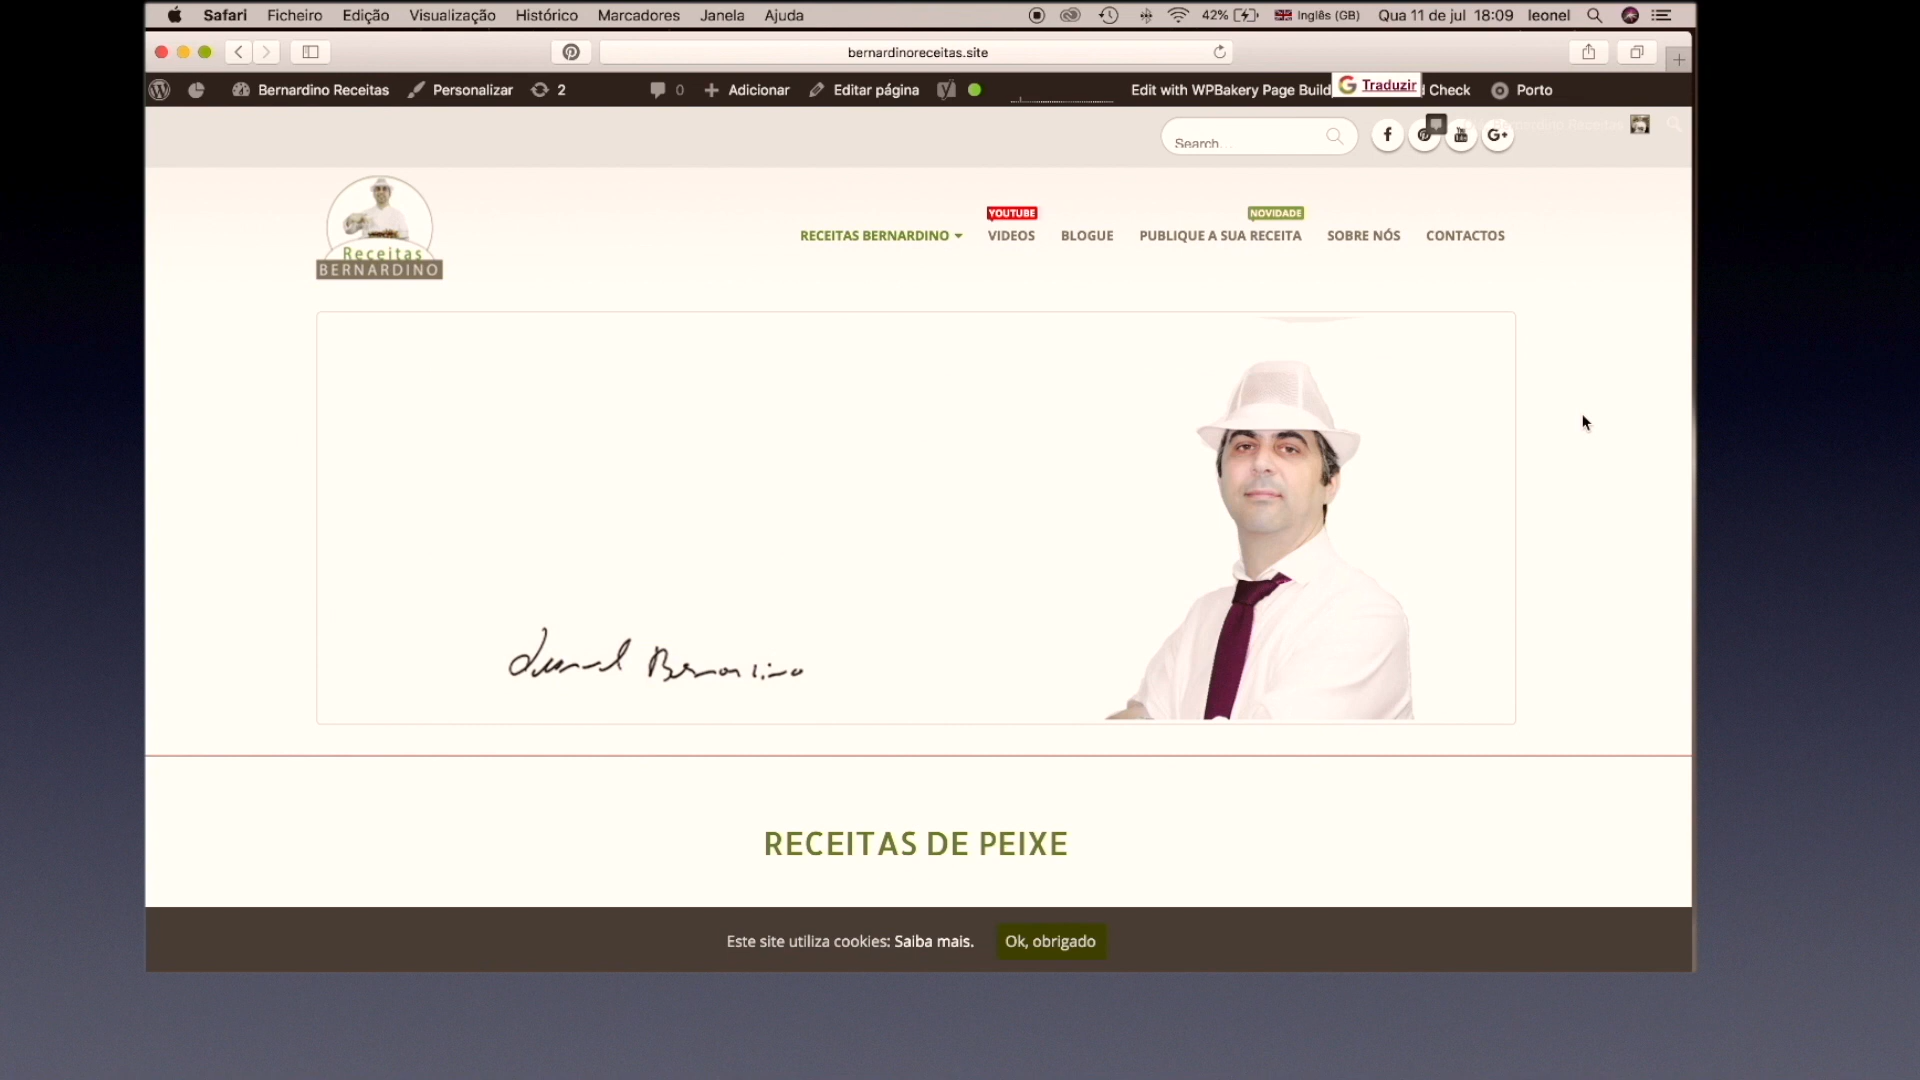 Safari Ficheiro Edição Visualização Histórico Marcadores Janela Ajuda 42% Inglês (GB) Qua 11 de jul 18:09 leonel
bernardinoreceitas.site
Bernardino Receitas Personalizar 2 0 Adicionar Editar página Edit with WPBakery Page Build Traduzir Check Porto
Search...
Receitas
BERNARDINO
YOUTUBE NOVIDADE
RECEITAS BERNARDINO VIDEOS BLOGUE PUBLIQUE A SUA RECEITA SOBRE NÓS CONTACTOS
Leonel Bernardino
RECEITAS DE PEIXE
Este site utiliza cookies: Saiba mais. Ok, obrigado